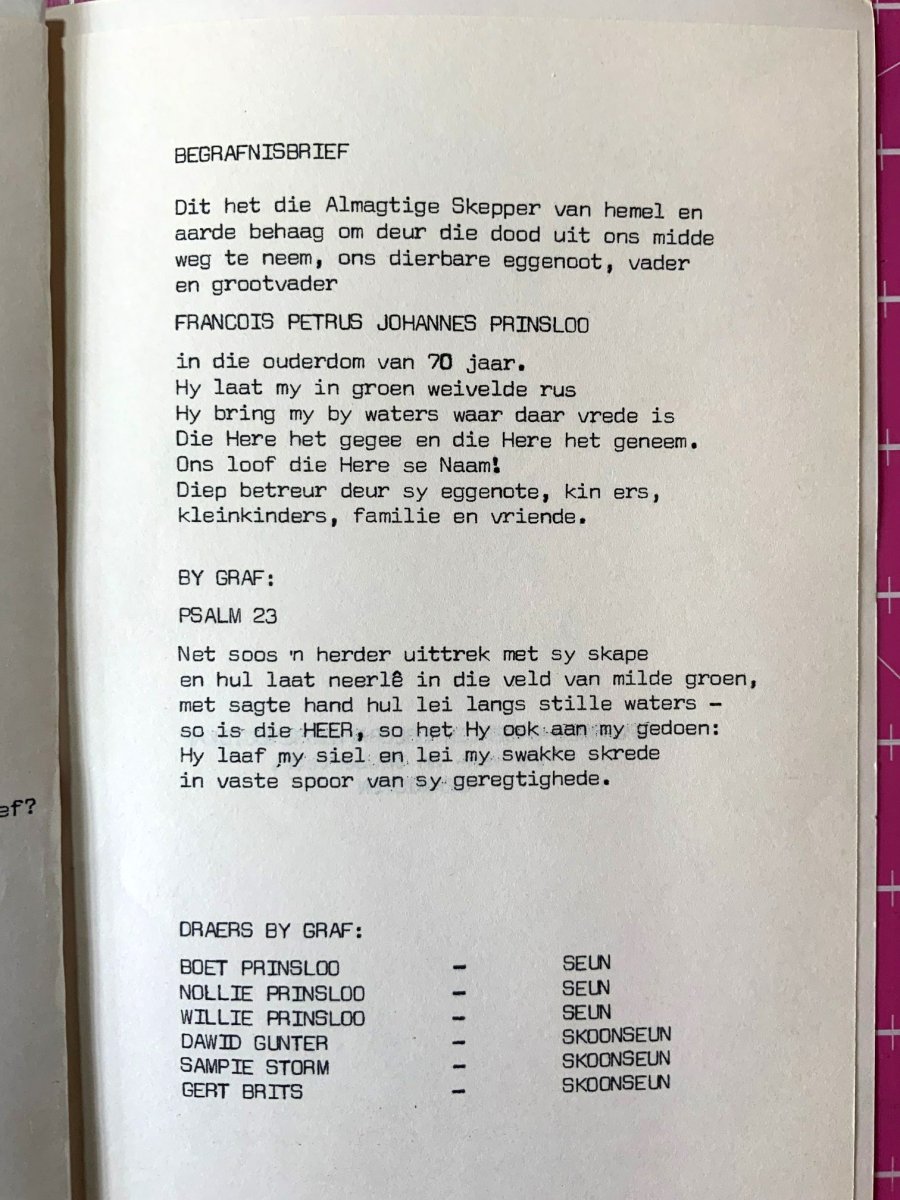 BEGRAFNISBRIEF
Dit het die Almagtige Skepper van hemel en
aarde behaag om deur die dood uit ons midde
weg te neem, ons dierbare eggenoot, vader
en grootvader
FRANCOIS PETRUS JOHANNES PRINSLOO
in die ouderdom van 70 jaar.
Hy laat my in groen weivelde rus
Hy bring my by waters waar daar vrede is
Die Here het gegee en die Here het geneem.
Ons loof die Here se Naam!
Diep betreur deur sy eggenote, kin ers,
kleinkinders, familie en vriende.
BY GRAF:
PSALM 23
Net soos 'n herder uittrek met sy skape
en hul laat neerlê in die veld van milde groen,
met sagte hand hul lei langs stille waters -
so is die HEER, so het Hy ook aan my gedoen:
Hy laaf my siel en lei my swakke skrede
in vaste spoor van sy geregtighede.
DRAERS BY GRAF:
BOET PRINSLOO - SEUN
NOLLIE PRINSLOO - SEUN
WILLIE PRINSLOO - SEUN
DAWID GUNTER - SKOONSEUN
SAMPIE STORM - SKOONSEUN
GERT BRITS - SKOONSEUN